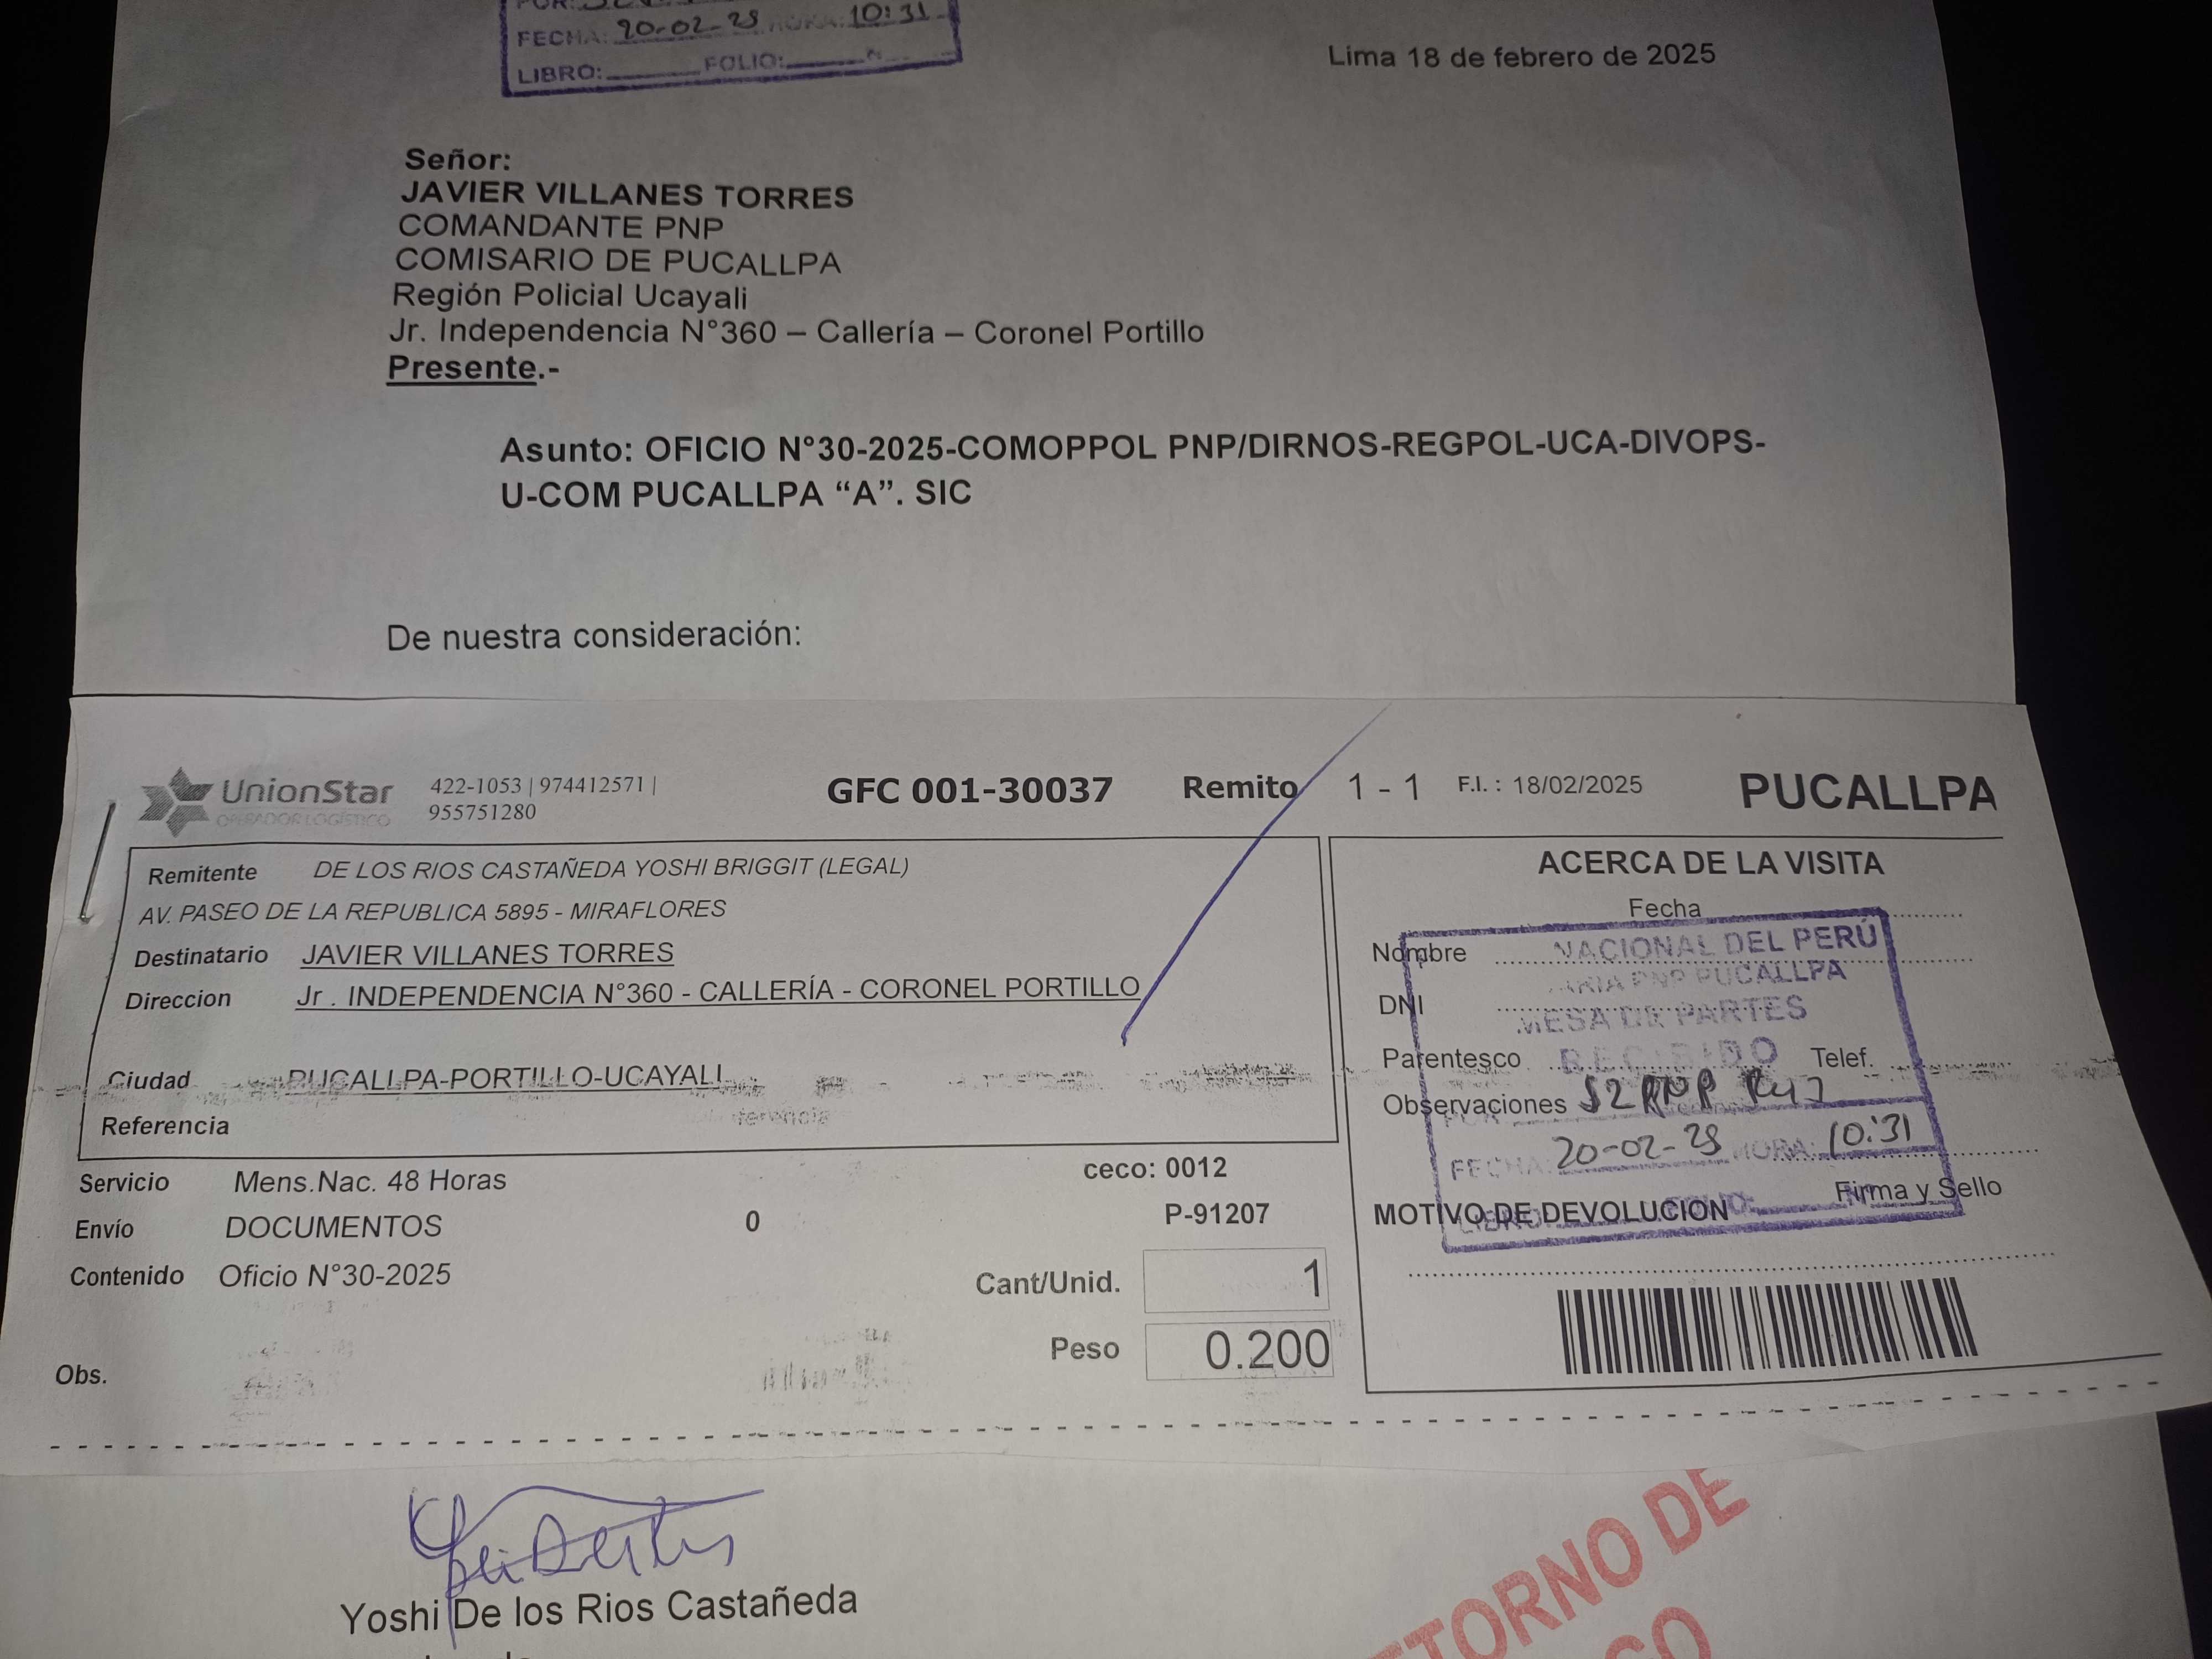 FECHA: 20-02-25 HORA: 10:31
LIBRO: FOLIO:
Lima 18 de febrero de 2025
Señor:
JAVIER VILLANES TORRES
COMANDANTE PNP
COMISARIO DE PUCALLPA
Región Policial Ucayali
Jr. Independencia N°360 – Callería – Coronel Portillo
Presente.-
Asunto: OFICIO N°30-2025-COMOPPOL PNP/DIRNOS-REGPOL-UCA-DIVOPS-
U-COM PUCALLPA “A”. SIC
De nuestra consideración:
UnionStar
OPERADOR LOGÍSTICO
422-1053 | 974412571 |
955751280
GFC 001-30037 Remito 1 - 1 F.I. : 18/02/2025 PUCALLPA
Remitente DE LOS RIOS CASTAÑEDA YOSHI BRIGGIT (LEGAL)
AV. PASEO DE LA REPUBLICA 5895 - MIRAFLORES
Destinatario JAVIER VILLANES TORRES
Direccion Jr . INDEPENDENCIA N°360 - CALLERÍA - CORONEL PORTILLO
Ciudad PUCALLPA-PORTILLO-UCAYALI
Referencia
Servicio Mens.Nac. 48 Horas
Envío DOCUMENTOS 0
Contenido Oficio N°30-2025
Obs.
ceco: 0012
P-91207
Cant/Unid. 1
Peso 0.200
ACERCA DE LA VISITA
Fecha
Nombre
DNI
Parentesco Telef.
Observaciones
Firma y Sello
MOTIVO DE DEVOLUCION
NACIONAL DEL PERÚ
PNP PUCALLPA
MESA DE PARTES
RECIBIDO
S2 PNP
FECHA: 20-02-25 HORA: 10:31
Yoshi De los Rios Castañeda
TORNO DE